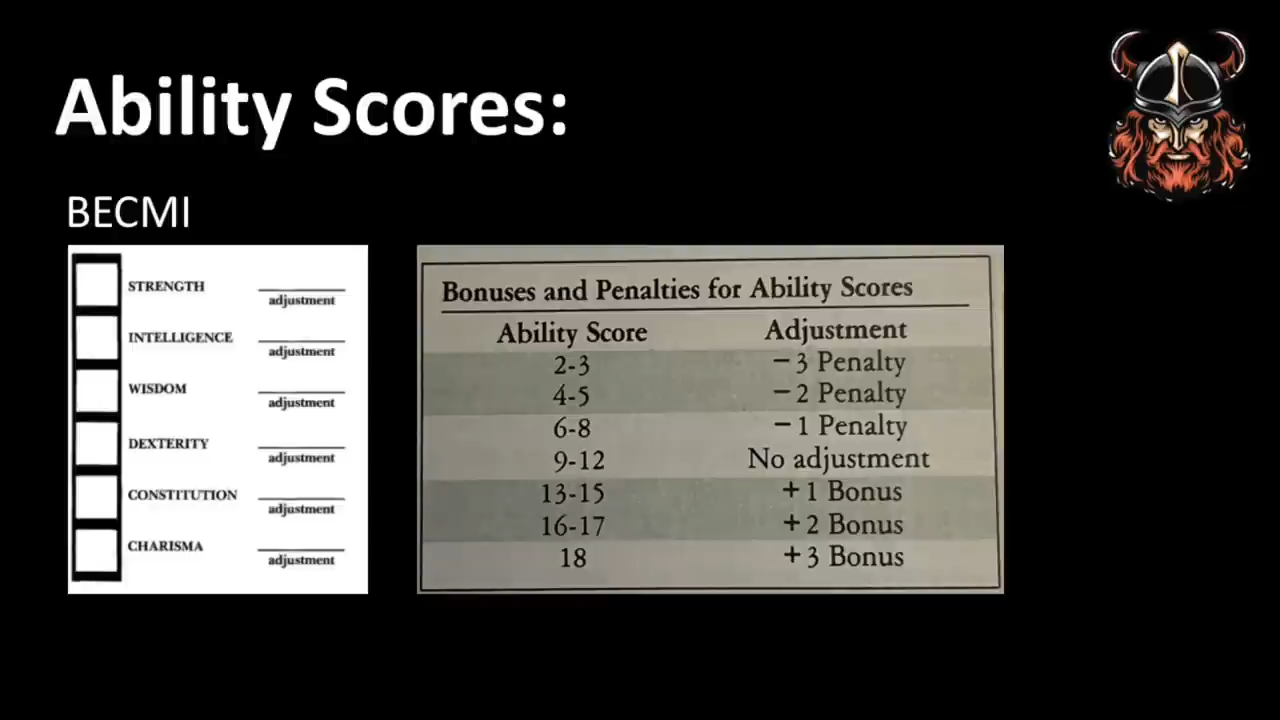 Ability Scores:
BECMI
STRENGTH
adjustment
INTELLIGENCE
adjustment
WISDOM
adjustment
DEXTERITY
adjustment
CONSTITUTION
adjustment
CHARISMA
adjustment
Bonuses and Penalties for Ability Scores
Ability Score Adjustment
2-3 −3 Penalty
4-5 −2 Penalty
6-8 −1 Penalty
9-12 No adjustment
13-15 +1 Bonus
16-17 +2 Bonus
18 +3 Bonus